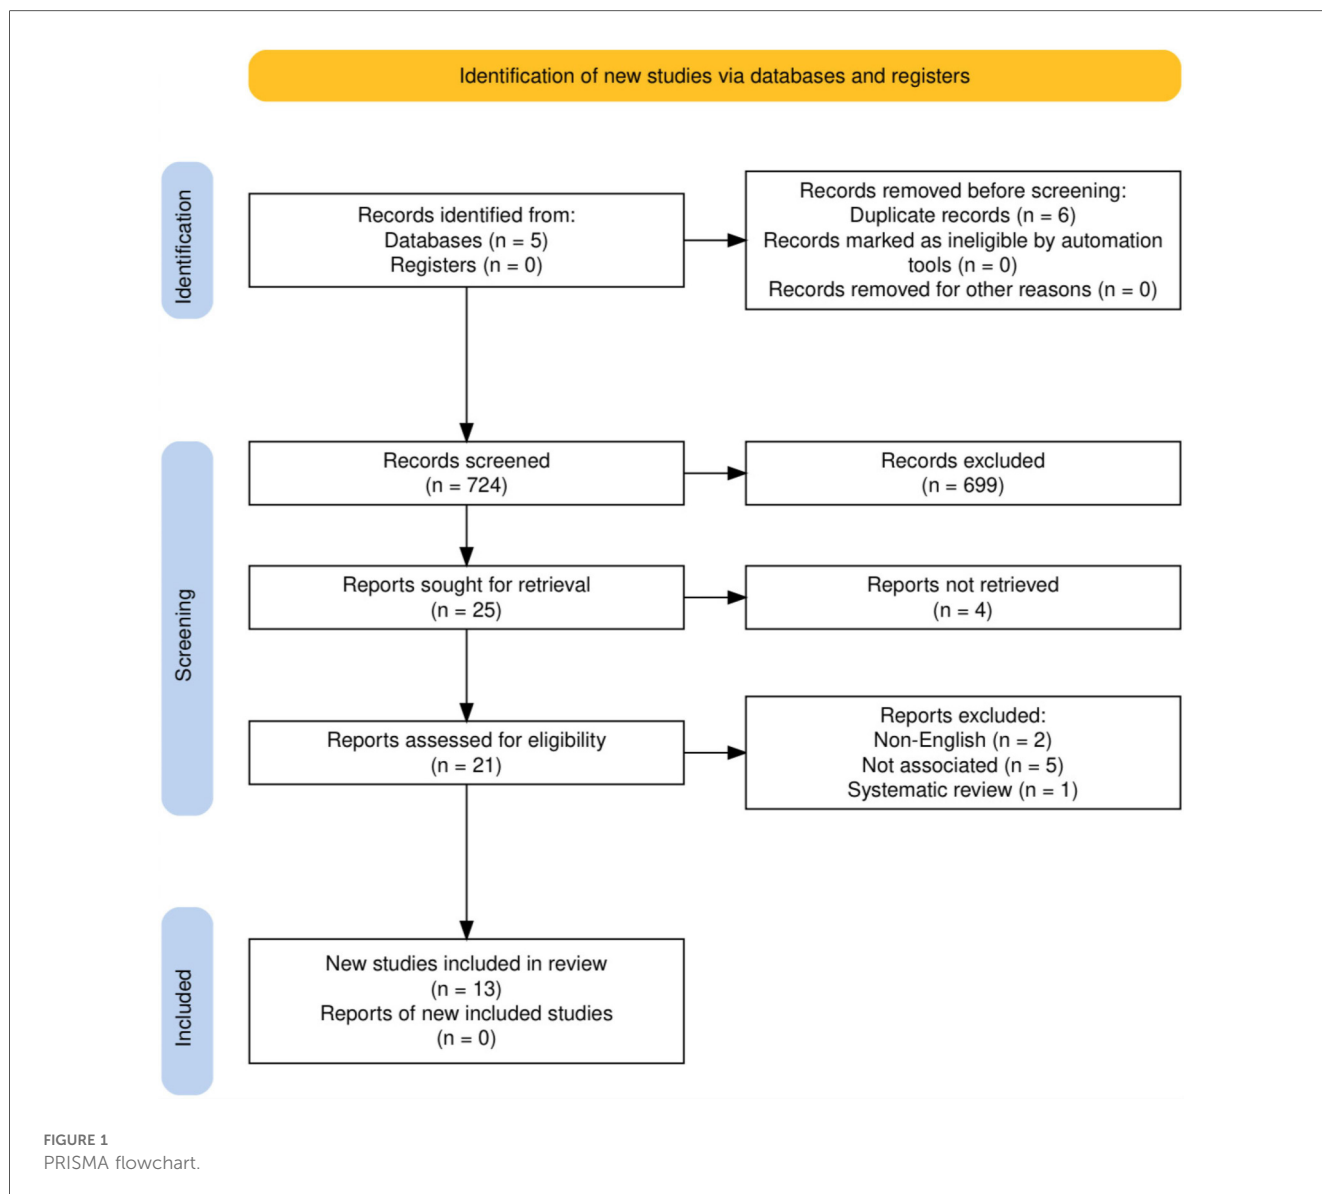 Identification of new studies via databases and registers
Identification
Records identified from:
Databases (n = 5)
Registers (n = 0)
Records removed before screening:
Duplicate records (n = 6)
Records marked as ineligible by automation
tools (n = 0)
Records removed for other reasons (n = 0)
Screening
Records screened
(n = 724)
Records excluded
(n = 699)
Reports sought for retrieval
(n = 25)
Reports not retrieved
(n = 4)
Reports assessed for eligibility
(n = 21)
Reports excluded:
Non-English (n = 2)
Not associated (n = 5)
Systematic review (n = 1)
Included
New studies included in review
(n = 13)
Reports of new included studies
(n = 0)
FIGURE 1
PRISMA flowchart.